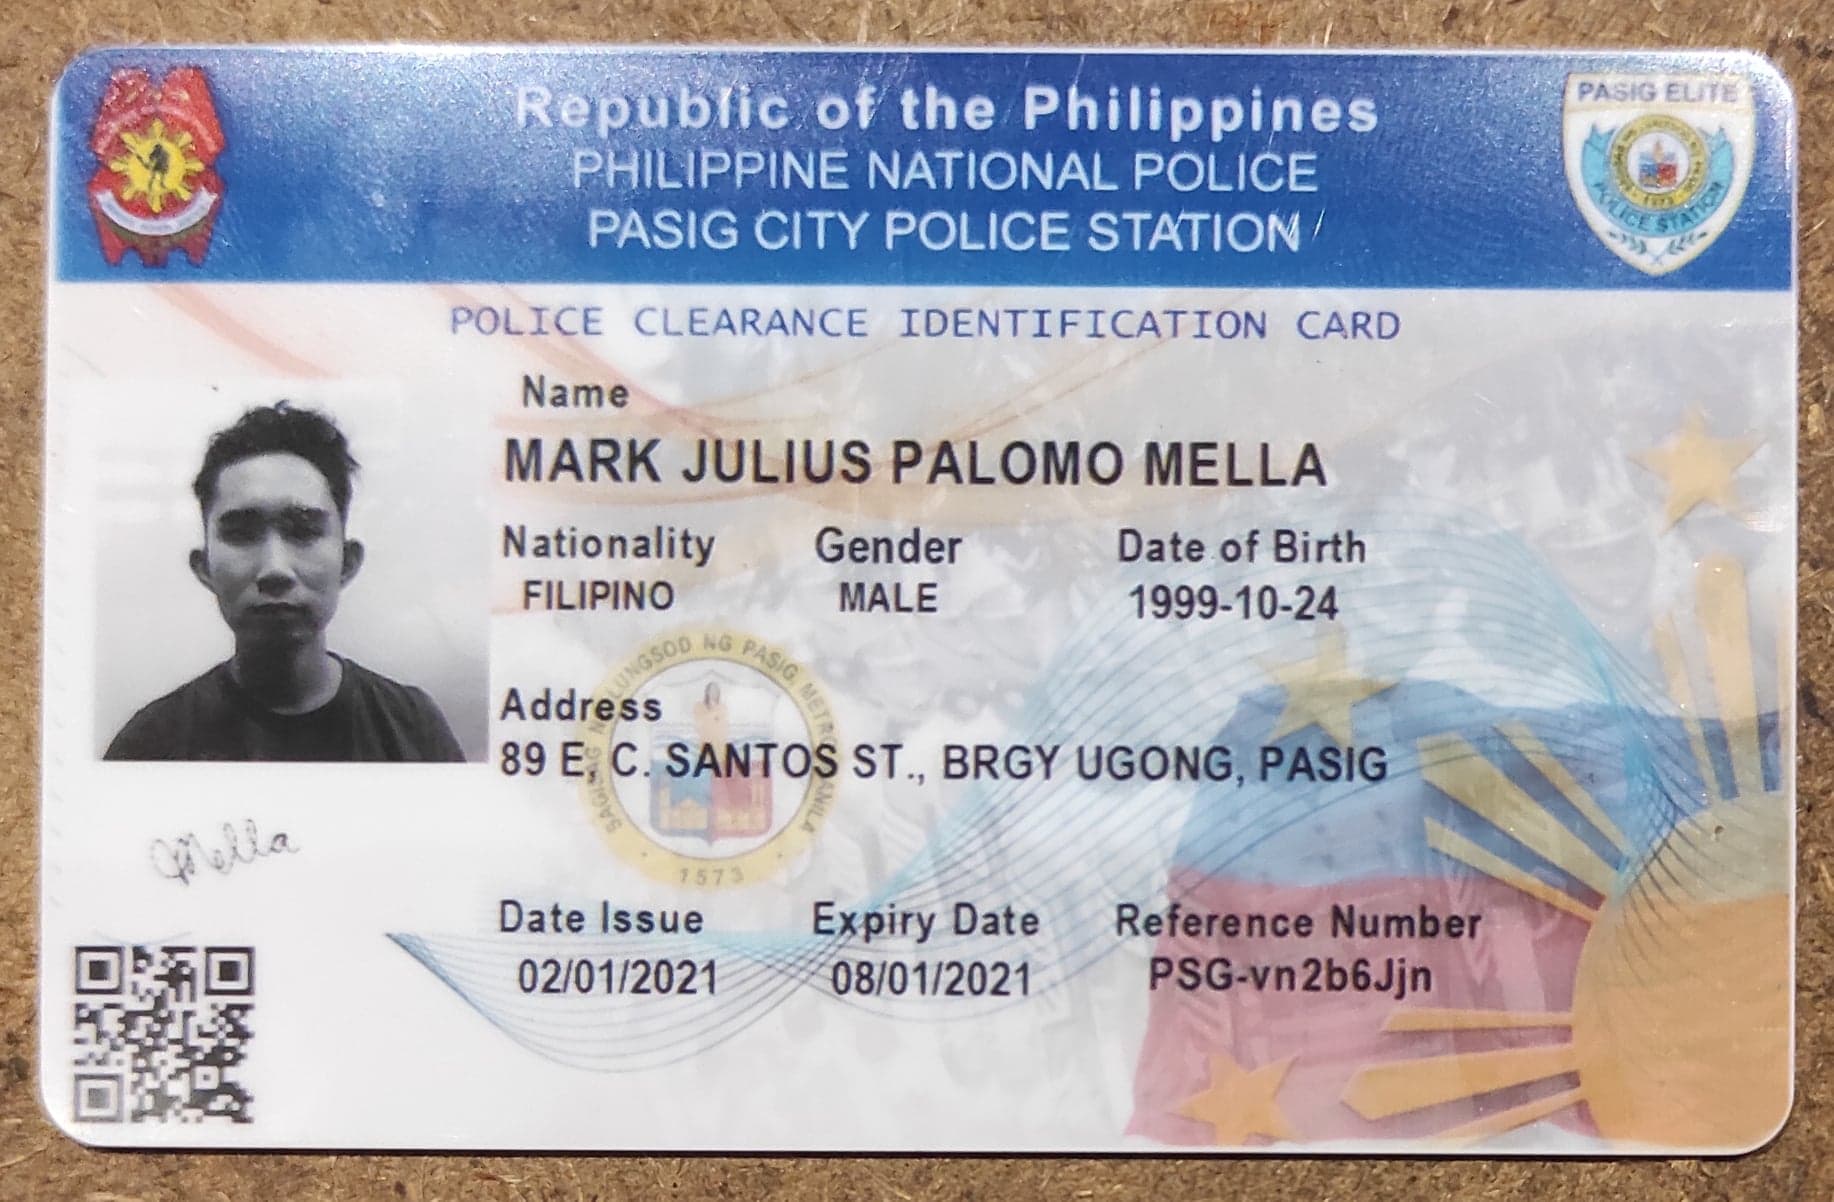 Republic of the Philippines
PHILIPPINE NATIONAL POLICE
PASIG CITY POLICE STATION
PASIG ELITE
POLICE STATION
POLICE CLEARANCE IDENTIFICATION CARD
Name
MARK JULIUS PALOMO MELLA
Nationality Gender Date of Birth
FILIPINO MALE 1999-10-24
Address
89 E, C. SANTOS ST., BRGY UGONG, PASIG
LUNGSOD NG PASIG, METRO MANILA
1573
Mella
Date Issue Expiry Date Reference Number
02/01/2021 08/01/2021 PSG-vn2b6Jjn